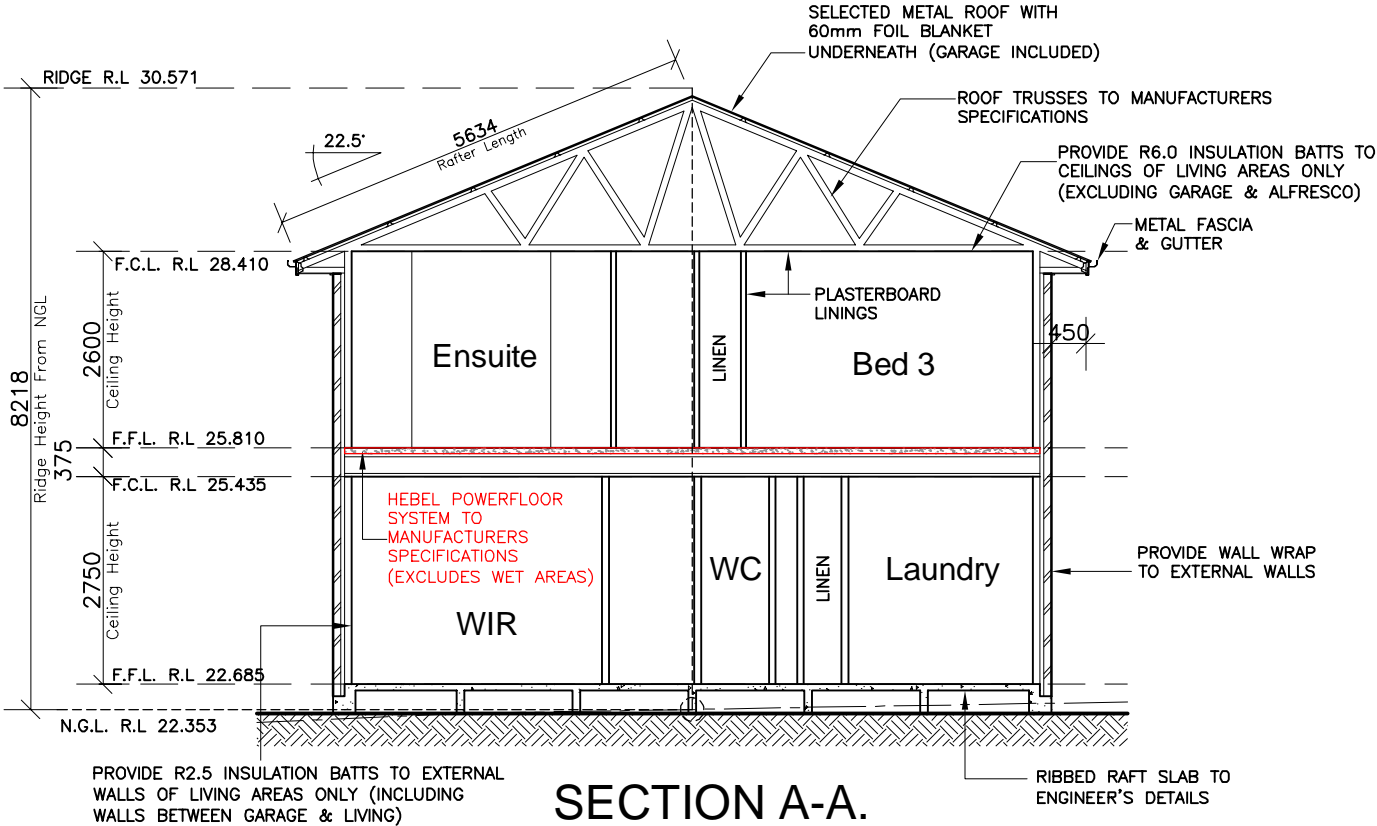 SELECTED METAL ROOF WITH
60mm FOIL BLANKET
UNDERNEATH (GARAGE INCLUDED)
RIDGE R.L 30.571
ROOF TRUSSES TO MANUFACTURERS
SPECIFICATIONS
5634
Rafter Length
22.5°
PROVIDE R6.0 INSULATION BATTS TO
CEILINGS OF LIVING AREAS ONLY
(EXCLUDING GARAGE & ALFRESCO)
METAL FASCIA
& GUTTER
F.C.L. R.L 28.410
PLASTERBOARD
LININGS
450
2600
Ceiling Height
Ensuite
LINEN
Bed 3
8218
Ridge Height From NGL
F.F.L. R.L 25.810
375
F.C.L. R.L 25.435
HEBEL POWERFLOOR
SYSTEM TO
MANUFACTURERS
SPECIFICATIONS
(EXCLUDES WET AREAS)
2750
Ceiling Height
WIR
WC
LINEN
Laundry
PROVIDE WALL WRAP
TO EXTERNAL WALLS
F.F.L. R.L 22.685
N.G.L. R.L 22.353
PROVIDE R2.5 INSULATION BATTS TO EXTERNAL
WALLS OF LIVING AREAS ONLY (INCLUDING
WALLS BETWEEN GARAGE & LIVING)
SECTION A-A.
RIBBED RAFT SLAB TO
ENGINEER'S DETAILS